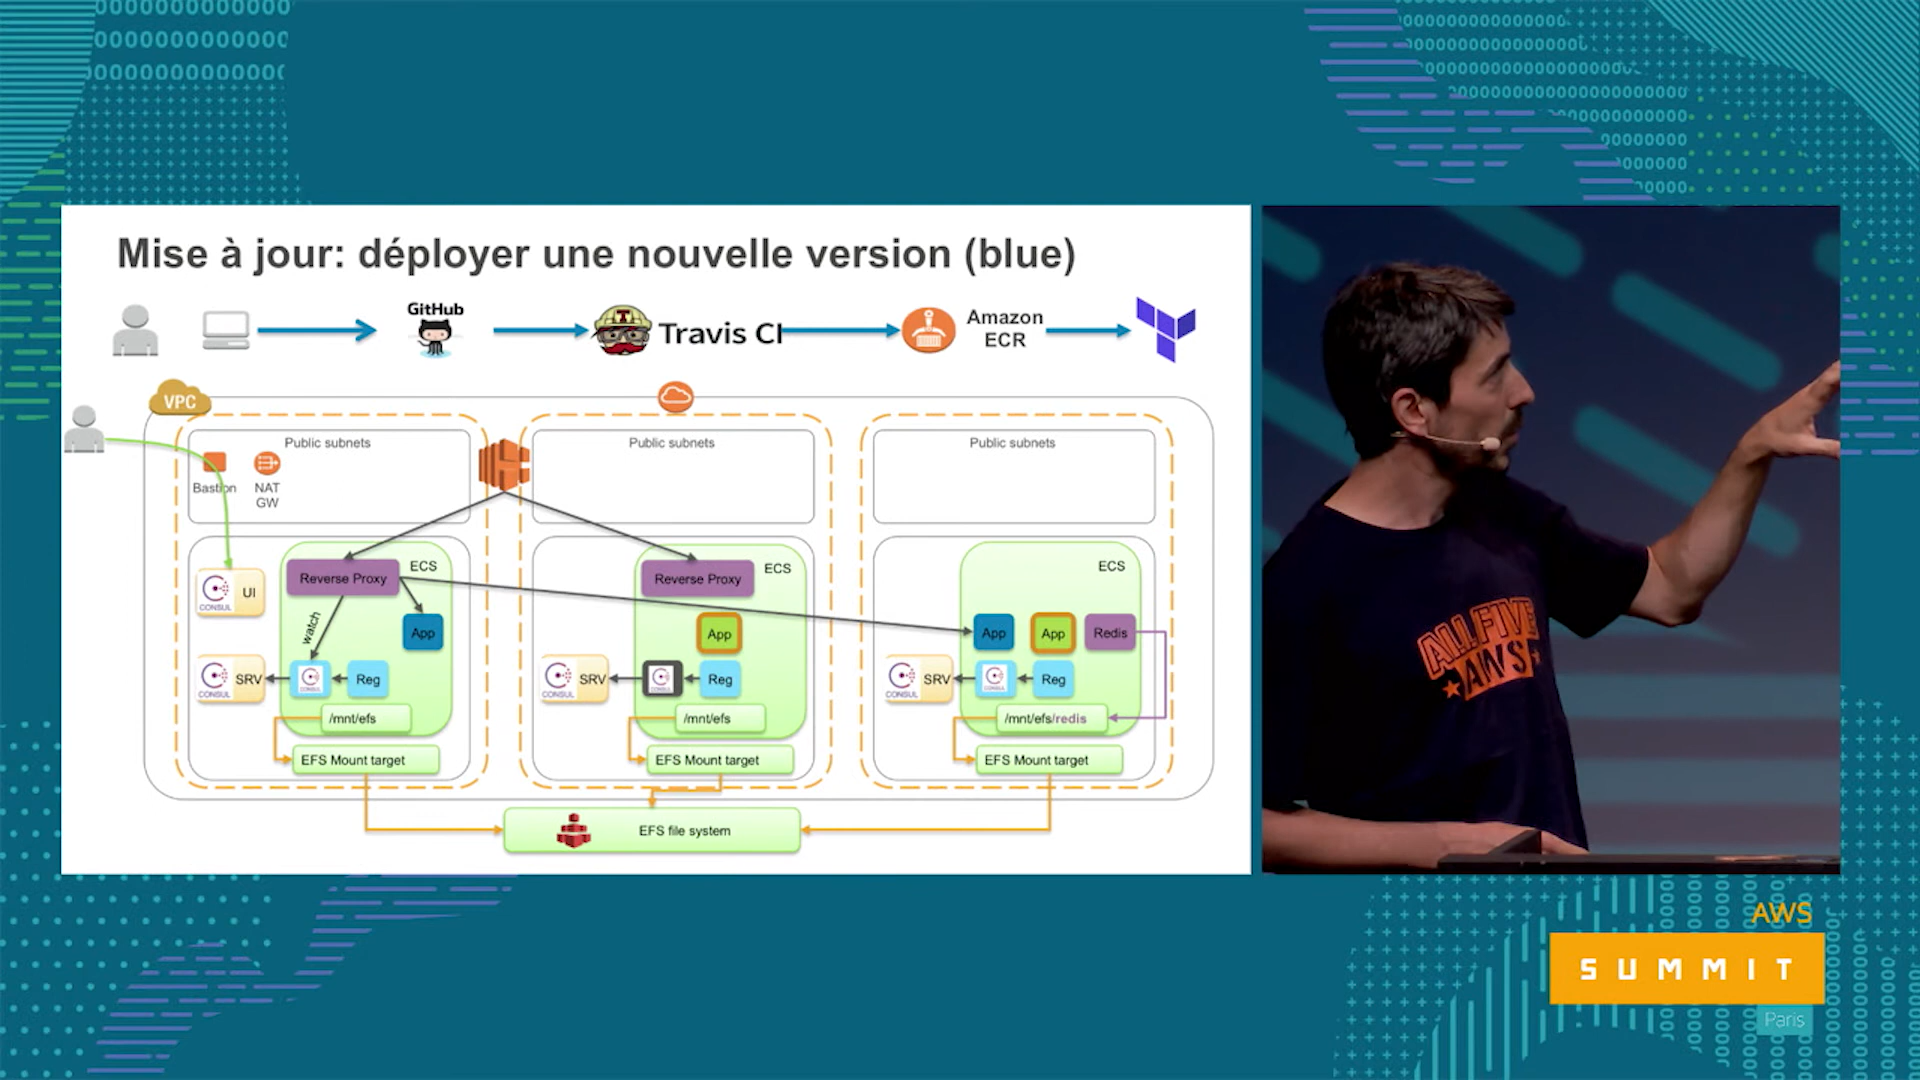 Mise à jour: déployer une nouvelle version (blue)
GitHub
Travis CI
Amazon
ECR
VPC
Public subnets
Public subnets
Public subnets
Bastion
NAT
GW
ECS
ECS
ECS
Reverse Proxy
Reverse Proxy
CONSUL
UI
watch
App
App
App
App
Redis
CONSUL
SRV
CONSUL
Reg
CONSUL
SRV
CONSUL
Reg
CONSUL
SRV
CONSUL
Reg
/mnt/efs
/mnt/efs
/mnt/efs/redis
EFS Mount target
EFS Mount target
EFS Mount target
EFS file system
ALL.FIVE
AWS
AWS
SUMMIT
Paris